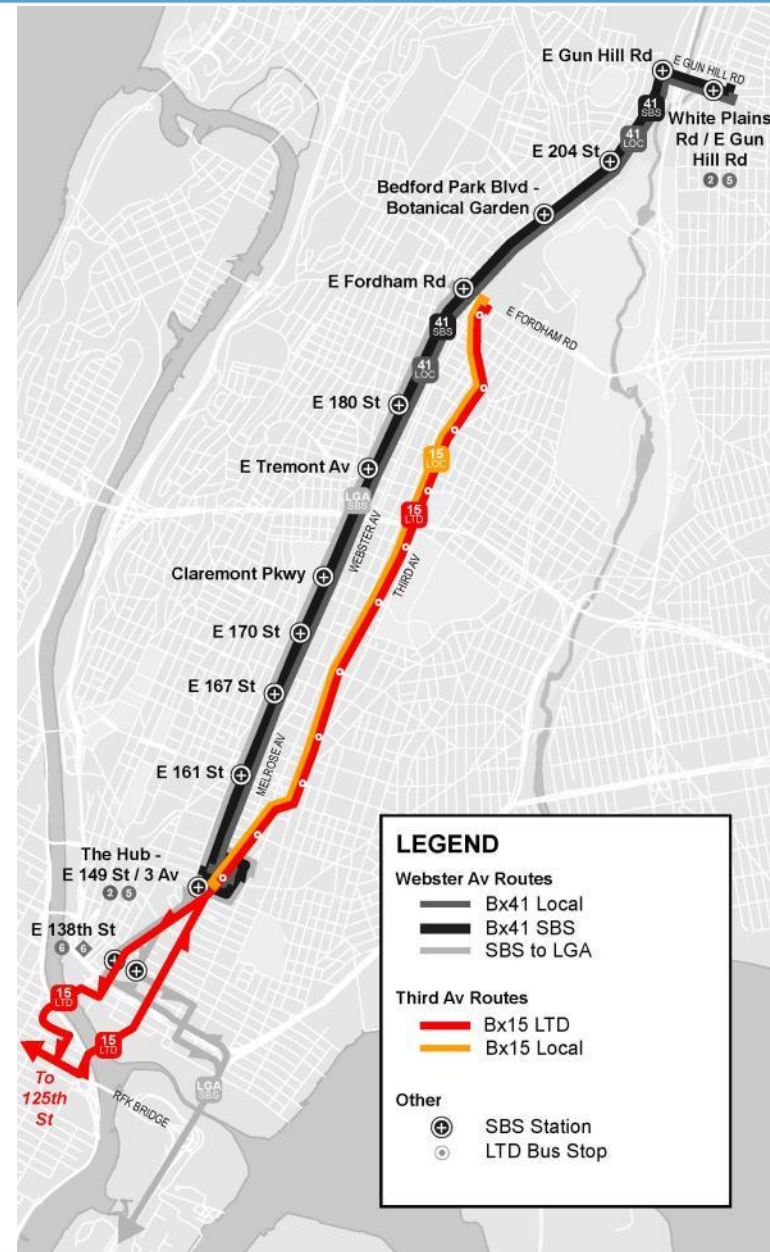 E Gun Hill Rd
E GUN HILL RD
41
SBS
White Plains
Rd / E Gun
Hill Rd
2 5
41
LOC
E 204 St
Bedford Park Blvd -
Botanical Garden
E Fordham Rd
E FORDHAM RD
41
SBS
41
LOC
E 180 St
15
LOC
E Tremont Av
LGA
SBS
15
LTD
WEBSTER AV
THIRD AV
Claremont Pkwy
E 170 St
E 167 St
MELROSE AV
E 161 St
The Hub -
E 149 St / 3 Av
2 5
E 138th St
6 6
15
LTD
15
LTD
To
125th
St
LGA
SBS
RFK BRIDGE
LEGEND
Webster Av Routes
Bx41 Local
Bx41 SBS
SBS to LGA
Third Av Routes
Bx15 LTD
Bx15 Local
Other
SBS Station
LTD Bus Stop